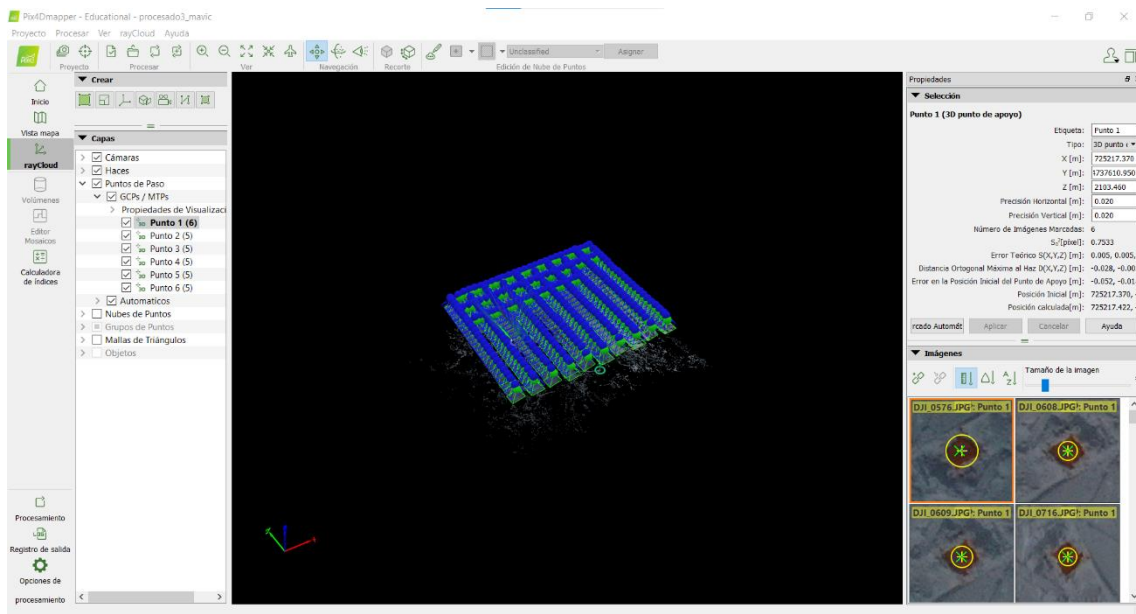 Pix4Dmapper - Educational - procesado3_mavic
Proyecto Procesar Ver rayCloud Ayuda
Unclassified Asignar
Proyecto Procesar Ver Navegación Recorte Edición de Nube de Puntos
Inicio
Vista mapa
rayCloud
Volúmenes
Editor
Mosaicos
Calculadora
de índices
Procesamiento
Registro de salida
Opciones de
procesamiento
Crear
Capas
Cámaras
Haces
Puntos de Paso
GCPs / MTPs
Propiedades de Visualizaci
Punto 1 (6)
Punto 2 (5)
Punto 3 (5)
Punto 4 (5)
Punto 5 (5)
Punto 6 (5)
Automaticos
Nubes de Puntos
Grupos de Puntos
Mallas de Triángulos
Objetos
Propiedades
Selección
Punto 1 (3D punto de apoyo)
Etiqueta: Punto 1
Tipo: 3D punto
X [m]: 725217.370
Y [m]: 4737610.950
Z [m]: 2103.460
Precisión Horizontal [m]: 0.020
Precisión Vertical [m]: 0.020
Número de Imágenes Marcadas: 6
S₀²[pixel]: 0.7533
Error Teórico S(X,Y,Z) [m]: 0.005, 0.005,
Distancia Ortogonal Máxima al Haz D(X,Y,Z) [m]: -0.028, -0.00
Error en la Posición Inicial del Punto de Apoyo [m]: -0.052, -0.01
Posición Inicial [m]: 725217.370,
Posición calculada[m]: 725217.422,
rcado Automát Aplicar Cancelar Ayuda
Imágenes
Tamaño de la imagen
DJI_0576.JPG¹: Punto 1 DJI_0608.JPG¹: Punto 1
DJI_0609.JPG¹: Punto 1 DJI_0716.JPG¹: Punto 1